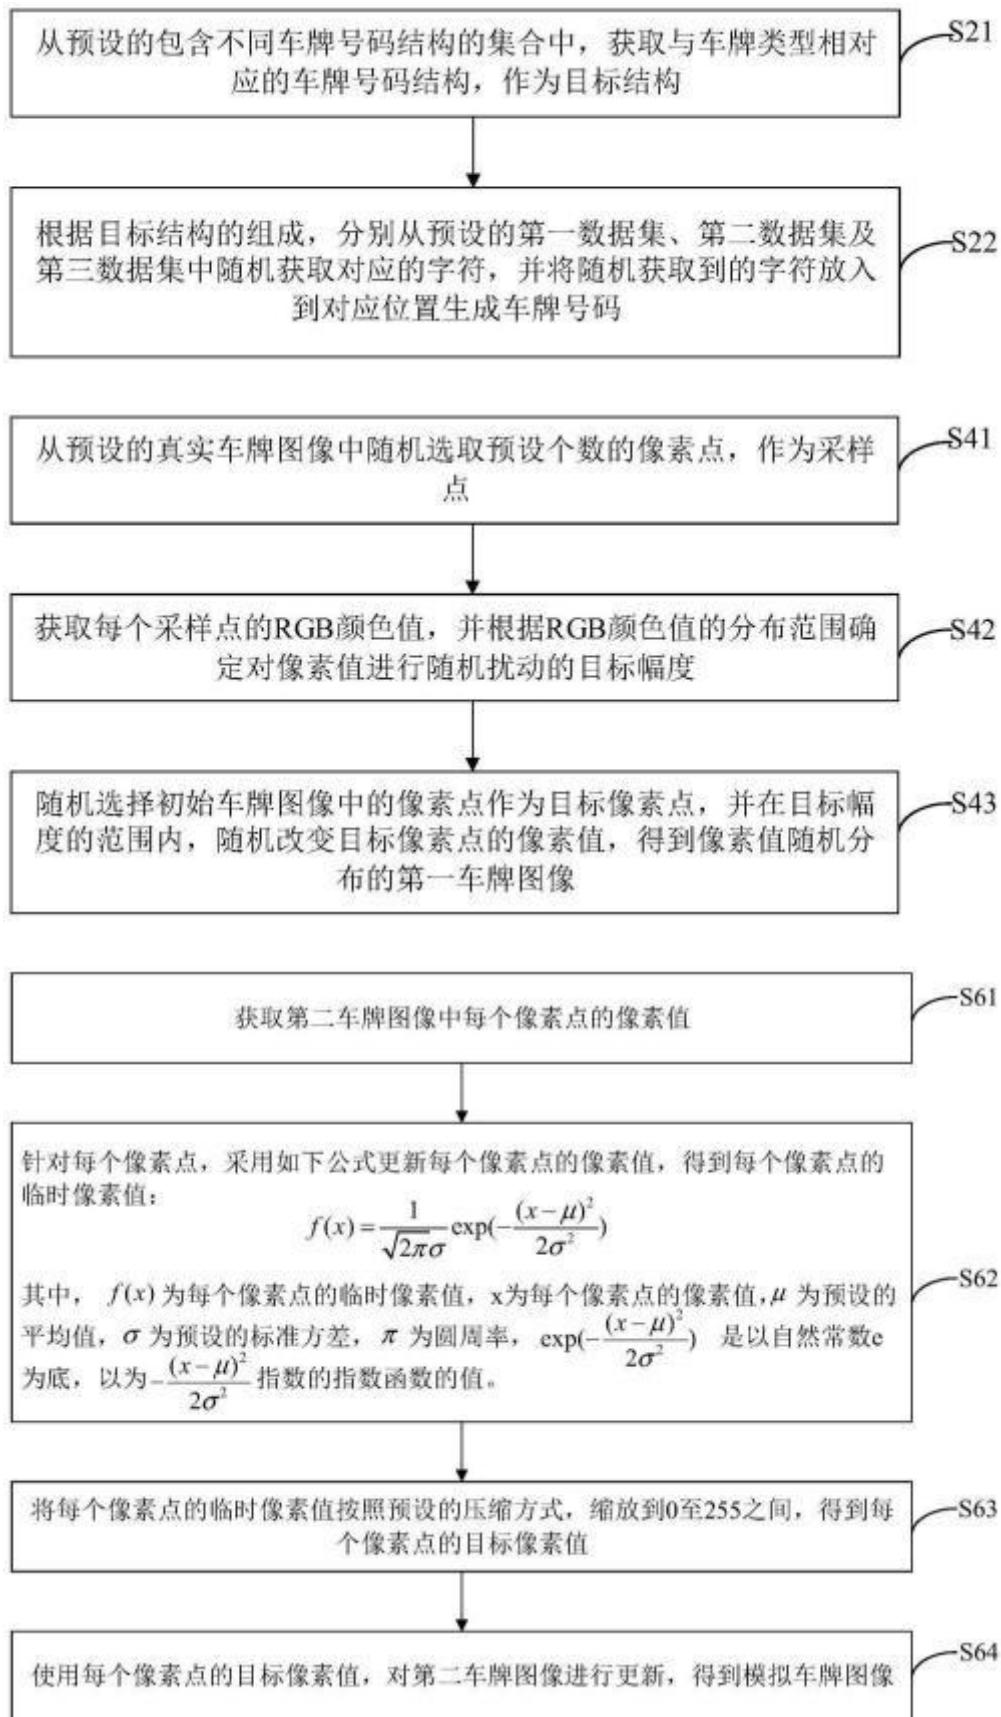 从预设的包含不同车牌号码结构的集合中，获取与车牌类型相对
应的车牌号码结构，作为目标结构
S21
根据目标结构的组成，分别从预设的第一数据集、第二数据集及
第三数据集中随机获取对应的字符，并将随机获取到的字符放入
到对应位置生成车牌号码
S22
从预设的真实车牌图像中随机选取预设个数的像素点，作为采样
点
S41
获取每个采样点的RGB颜色值，并根据RGB颜色值的分布范围确
定对像素值进行随机扰动的目标幅度
S42
随机选择初始车牌图像中的像素点作为目标像素点，并在目标幅
度的范围内，随机改变目标像素点的像素值，得到像素值随机分
布的第一车牌图像
S43
获取第二车牌图像中每个像素点的像素值
S61
针对每个像素点，采用如下公式更新每个像素点的像素值，得到每个像素点的
临时像素值：
f(x)=\frac{1}{\sqrt{2\pi}\sigma}exp(-\frac{(x-\mu)^2}{2\sigma^2})
其中， f(x)为每个像素点的临时像素值，x为每个像素点的像素值,μ 为预设的
平均值，σ 为预设的标准方差，π 为圆周率，exp(-\frac{(x-\mu)^2}{2\sigma^2}) 是以自然常数e
为底，以为-\frac{(x-\mu)^2}{2\sigma^2}指数的指数函数的值。
S62
将每个像素点的临时像素值按照预设的压缩方式，缩放到0至255之间，得到每
个像素点的目标像素值
S63
使用每个像素点的目标像素值，对第二车牌图像进行更新，得到模拟车牌图像
S64